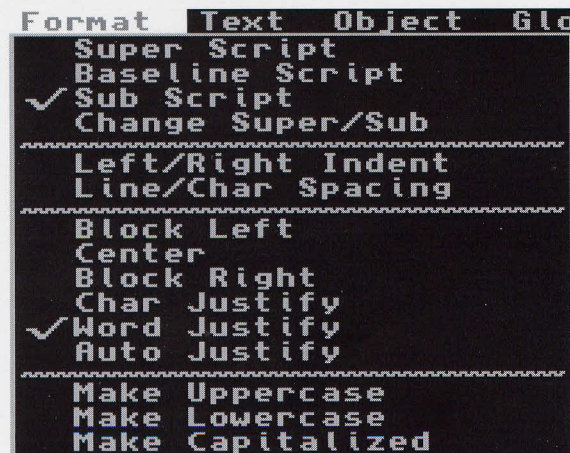 Format Text Object Glo
Super Script
Baseline Script
✓ Sub Script
Change Super/Sub
Left/Right Indent
Line/Char Spacing
Block Left
Center
Block Right
Char Justify
✓ Word Justify
Auto Justify
Make Uppercase
Make Lowercase
Make Capitalized